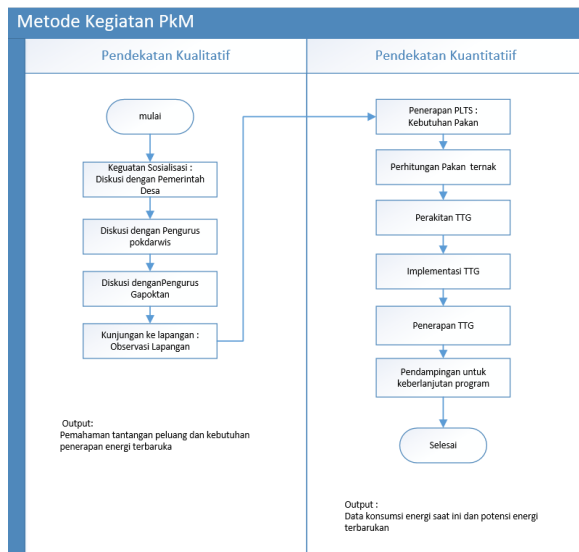 Metode Kegiatan PkM
Pendekatan Kualitatif
mulai
Keguatan Sosialisasi :
Diskusi dengan Pemerintah
Desa
Diskusi dengan Pengurus
pokdarwis
Diskusi denganPengurus
Gapoktan
Kunjungan ke lapangan :
Observasi Lapangan
Output:
Pemahaman tantangan peluang dan kebutuhan
penerapan energi terbaruka
Pendekatan Kuantitatiif
Penerapan PLTS :
Kebutuhan Pakan
Perhitungan Pakan ternak
Perakitan TTG
Implementasi TTG
Penerapan TTG
Pendampingan untuk
keberlanjutan program
Selesai
Output :
Data konsumsi energi saat ini dan potensi energi
terbarukan